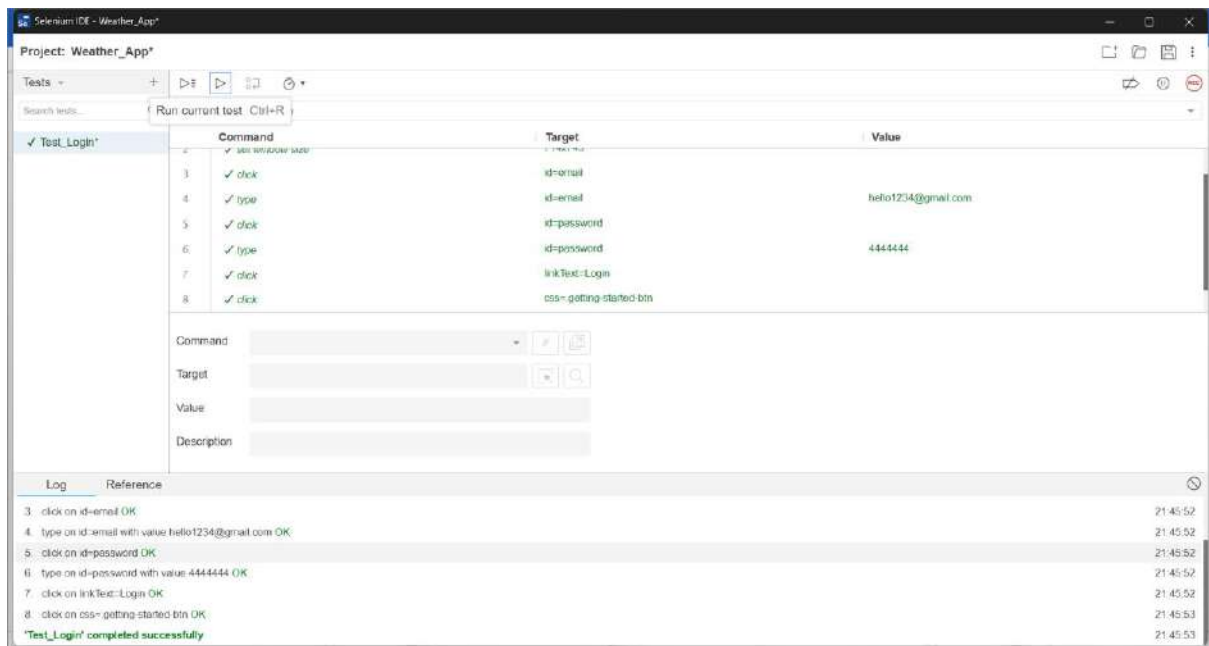 Selenium IDE - Weather_App*
Project: Weather_App*
Tests
Search tests...
Run current test Ctrl+R
✓ Test_Login*
Command Target Value
2 ✓ set window size
3 ✓ click id=email
4 ✓ type id=email hello1234@gmail.com
5 ✓ click id=password
6 ✓ type id=password 4444444
7 ✓ click linkText=Login
8 ✓ click css=.getting-started-btn
Command
Target
Value
Description
Log Reference
3. click on id=email OK 21:45:52
4. type on id=email with value hello1234@gmail.com OK 21:45:52
5. click on id=password OK 21:45:52
6. type on id=password with value 4444444 OK 21:45:52
7. click on linkText=Login OK 21:45:52
8. click on css=.getting-started-btn OK 21:45:53
'Test_Login' completed successfully 21:45:53